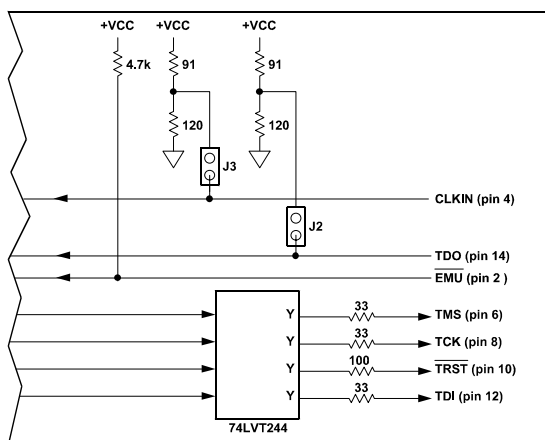 +VCC +VCC +VCC
4.7k 91 91
120 120
J3
CLKIN (pin 4)
J2
TDO (pin 14)
EMU (pin 2 )
Y 33 TMS (pin 6)
Y 33 TCK (pin 8)
Y 100 TRST (pin 10)
Y 33 TDI (pin 12)
74LVT244